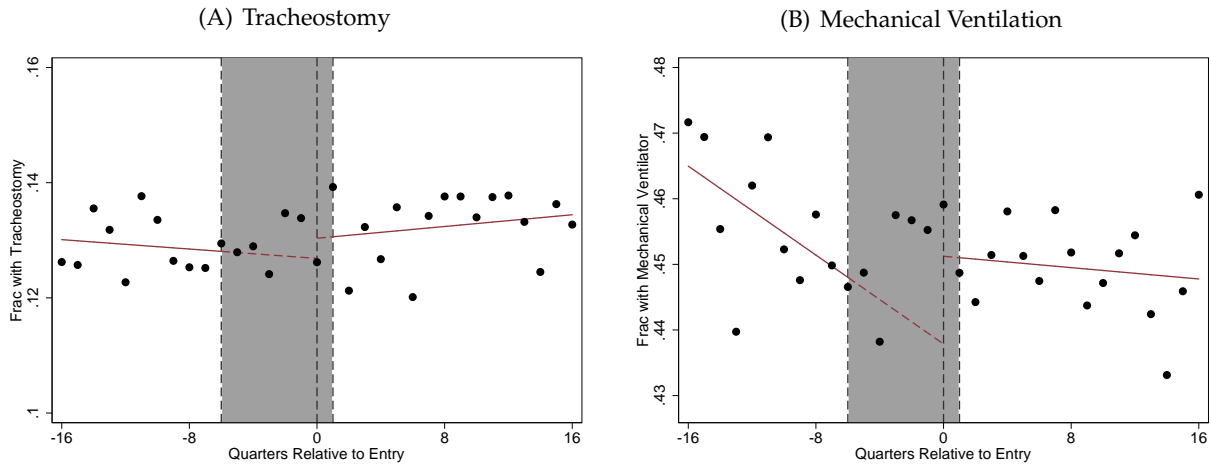 (A) Tracheostomy
Frac with Tracheostomy
.16
.14
.12
.1
-16 -8 0 8 16
Quarters Relative to Entry
(B) Mechanical Ventilation
Frac with Mechanical Ventilator
.48
.47
.46
.45
.44
.43
-16 -8 0 8 16
Quarters Relative to Entry